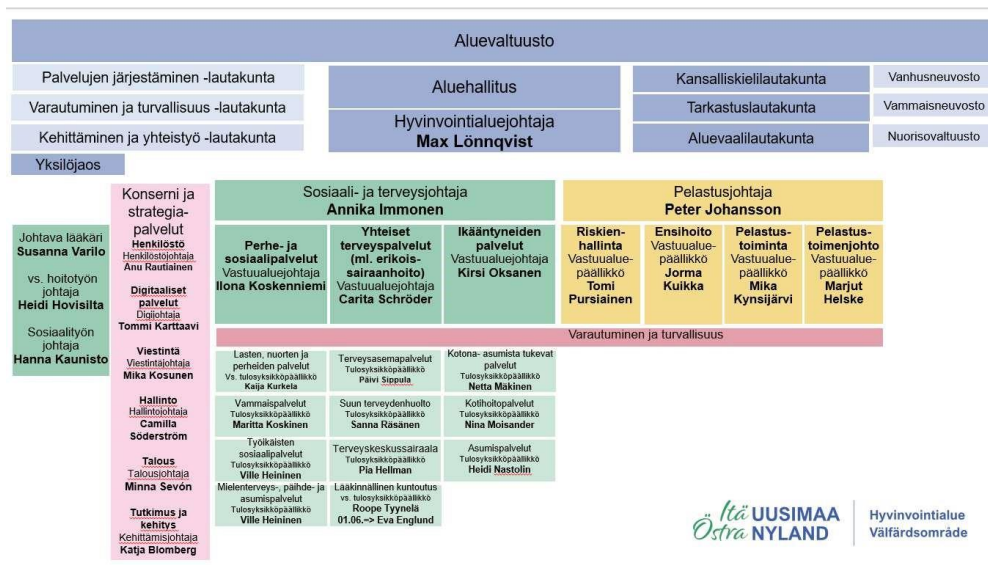 Aluevaltuusto
Palvelujen järjestäminen -lautakunta
Varautuminen ja turvallisuus -lautakunta
Kehittäminen ja yhteistyö -lautakunta
Yksilöjaos
Aluehallitus
Hyvinvointialuejohtaja
Max Lönnqvist
Kansalliskielilautakunta
Tarkastuslautakunta
Aluevaalilautakunta
Vanhusneuvosto
Vammaisneuvosto
Nuorisovaltuusto
Johtava lääkäri
Susanna Varilo
vs. hoitotyön
johtaja
Heidi Hovisilta
Sosiaalityön
johtaja
Hanna Kaunisto
Konserni ja
strategia-
palvelut
Henkilöstö
Henkilöstöjohtaja
Anu Rautiainen
Digitaaliset
palvelut
Digijohtaja
Tommi Karttaavi
Viestintä
Viestintäjohtaja
Mika Kosunen
Hallinto
Hallintojohtaja
Camilla
Söderström
Talous
Talousjohtaja
Minna Sevón
Tutkimus ja
kehitys
Kehittämisjohtaja
Katja Blomberg
Sosiaali- ja terveysjohtaja
Annika Immonen
Perhe- ja
sosiaalipalvelut
Vastuualuejohtaja
Ilona Koskenniemi
Yhteiset
terveyspalvelut
(ml. erikois-
sairaanhoito)
Vastuualuejohtaja
Carita Schröder
Ikääntyneiden
palvelut
Vastuualuejohtaja
Kirsi Oksanen
Pelastusjohtaja
Peter Johansson
Riskien-
hallinta
Vastuualue-
päällikkö
Tomi
Pursiainen
Ensihoito
Vastuualue-
päällikkö
Jorma
Kuikka
Pelastus-
toiminta
Vastuualue-
päällikkö
Mika
Kynsijärvi
Pelastus-
toimenjohto
Vastuualue-
päällikkö
Marjut
Helske
Varautuminen ja turvallisuus
Lasten, nuorten ja
perheiden palvelut
Vs. tulosyksikköpäällikkö
Kaija Kurkela
Vammaispalvelut
Tulosyksikköpäällikkö
Maritta Koskinen
Työikäisten
sosiaalipalvelut
Tulosyksikköpäällikkö
Ville Heininen
Mielenterveys-, päihde- ja
asumispalvelut
Tulosyksikköpäällikkö
Ville Heininen
Terveysasemapalvelut
Tulosyksikköpäällikkö
Päivi Sippula
Suun terveydenhuolto
Tulosyksikköpäällikkö
Sanna Räsänen
Terveyskeskussairaala
Tulosyksikköpäällikkö
Pia Hellman
Lääkinnällinen kuntoutus
vs. tulosyksikköpäällikkö
Roope Tyynelä
01.06.=> Eva Englund
Kotona- asumista tukevat
palvelut
Tulosyksikköpäällikkö
Netta Mäkinen
Kotihoitopalvelut
Tulosyksikköpäällikkö
Nina Moisander
Asumispalvelut
Tulosyksikköpäällikkö
Heidi Nastolin
Itä UUSIMAA
Östra NYLAND
Hyvinvointialue
Välfärdsområde